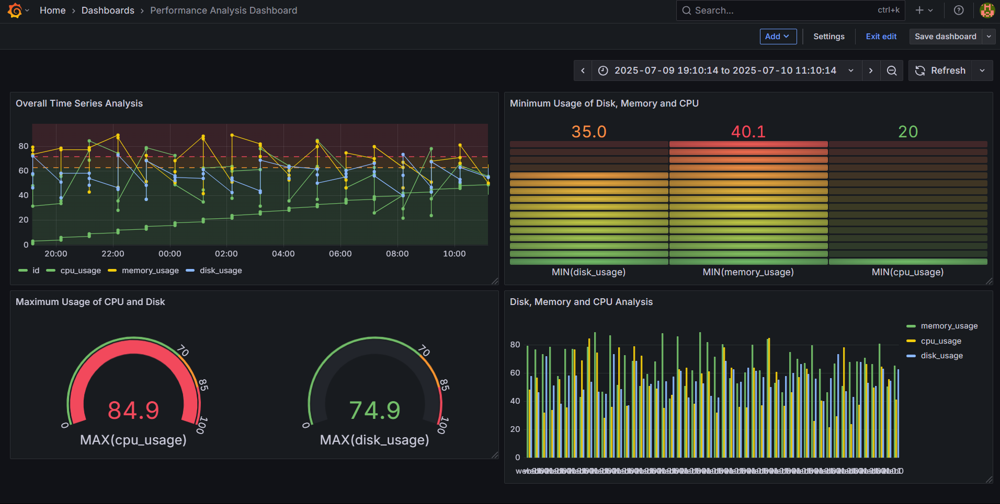 Home › Dashboards › Performance Analysis Dashboard
Search... ctrl+k
Add Settings Exit edit Save dashboard
2025-07-09 19:10:14 to 2025-07-10 11:10:14 Refresh
Overall Time Series Analysis
80
60
40
20
0
20:00 22:00 00:00 02:00 04:00 06:00 08:00 10:00
id cpu_usage memory_usage disk_usage
Minimum Usage of Disk, Memory and CPU
35.0 40.1 20
MIN(disk_usage) MIN(memory_usage) MIN(cpu_usage)
Maximum Usage of CPU and Disk
0 70 85 100
84.9
MAX(cpu_usage)
0 70 85 100
74.9
MAX(disk_usage)
Disk, Memory and CPU Analysis
memory_usage
cpu_usage
disk_usage
80
60
40
20
0